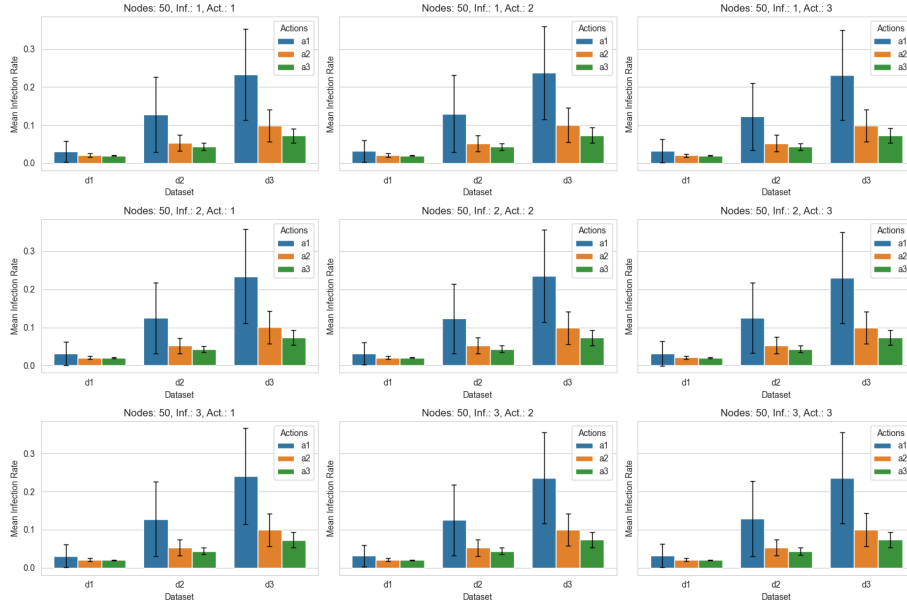 Nodes: 50, Inf.: 1, Act.: 1
Mean Infection Rate
0.3
0.2
0.1
0.0
Actions
a1
a2
a3
d1 d2 d3
Dataset
Nodes: 50, Inf.: 1, Act.: 2
Mean Infection Rate
Actions
a1
a2
a3
d1 d2 d3
Dataset
Nodes: 50, Inf.: 1, Act.: 3
Mean Infection Rate
Actions
a1
a2
a3
d1 d2 d3
Dataset
Nodes: 50, Inf.: 2, Act.: 1
Mean Infection Rate
0.3
0.2
0.1
0.0
Actions
a1
a2
a3
d1 d2 d3
Dataset
Nodes: 50, Inf.: 2, Act.: 2
Mean Infection Rate
Actions
a1
a2
a3
d1 d2 d3
Dataset
Nodes: 50, Inf.: 2, Act.: 3
Mean Infection Rate
Actions
a1
a2
a3
d1 d2 d3
Dataset
Nodes: 50, Inf.: 3, Act.: 1
Mean Infection Rate
0.3
0.2
0.1
0.0
Actions
a1
a2
a3
d1 d2 d3
Dataset
Nodes: 50, Inf.: 3, Act.: 2
Mean Infection Rate
Actions
a1
a2
a3
d1 d2 d3
Dataset
Nodes: 50, Inf.: 3, Act.: 3
Mean Infection Rate
Actions
a1
a2
a3
d1 d2 d3
Dataset